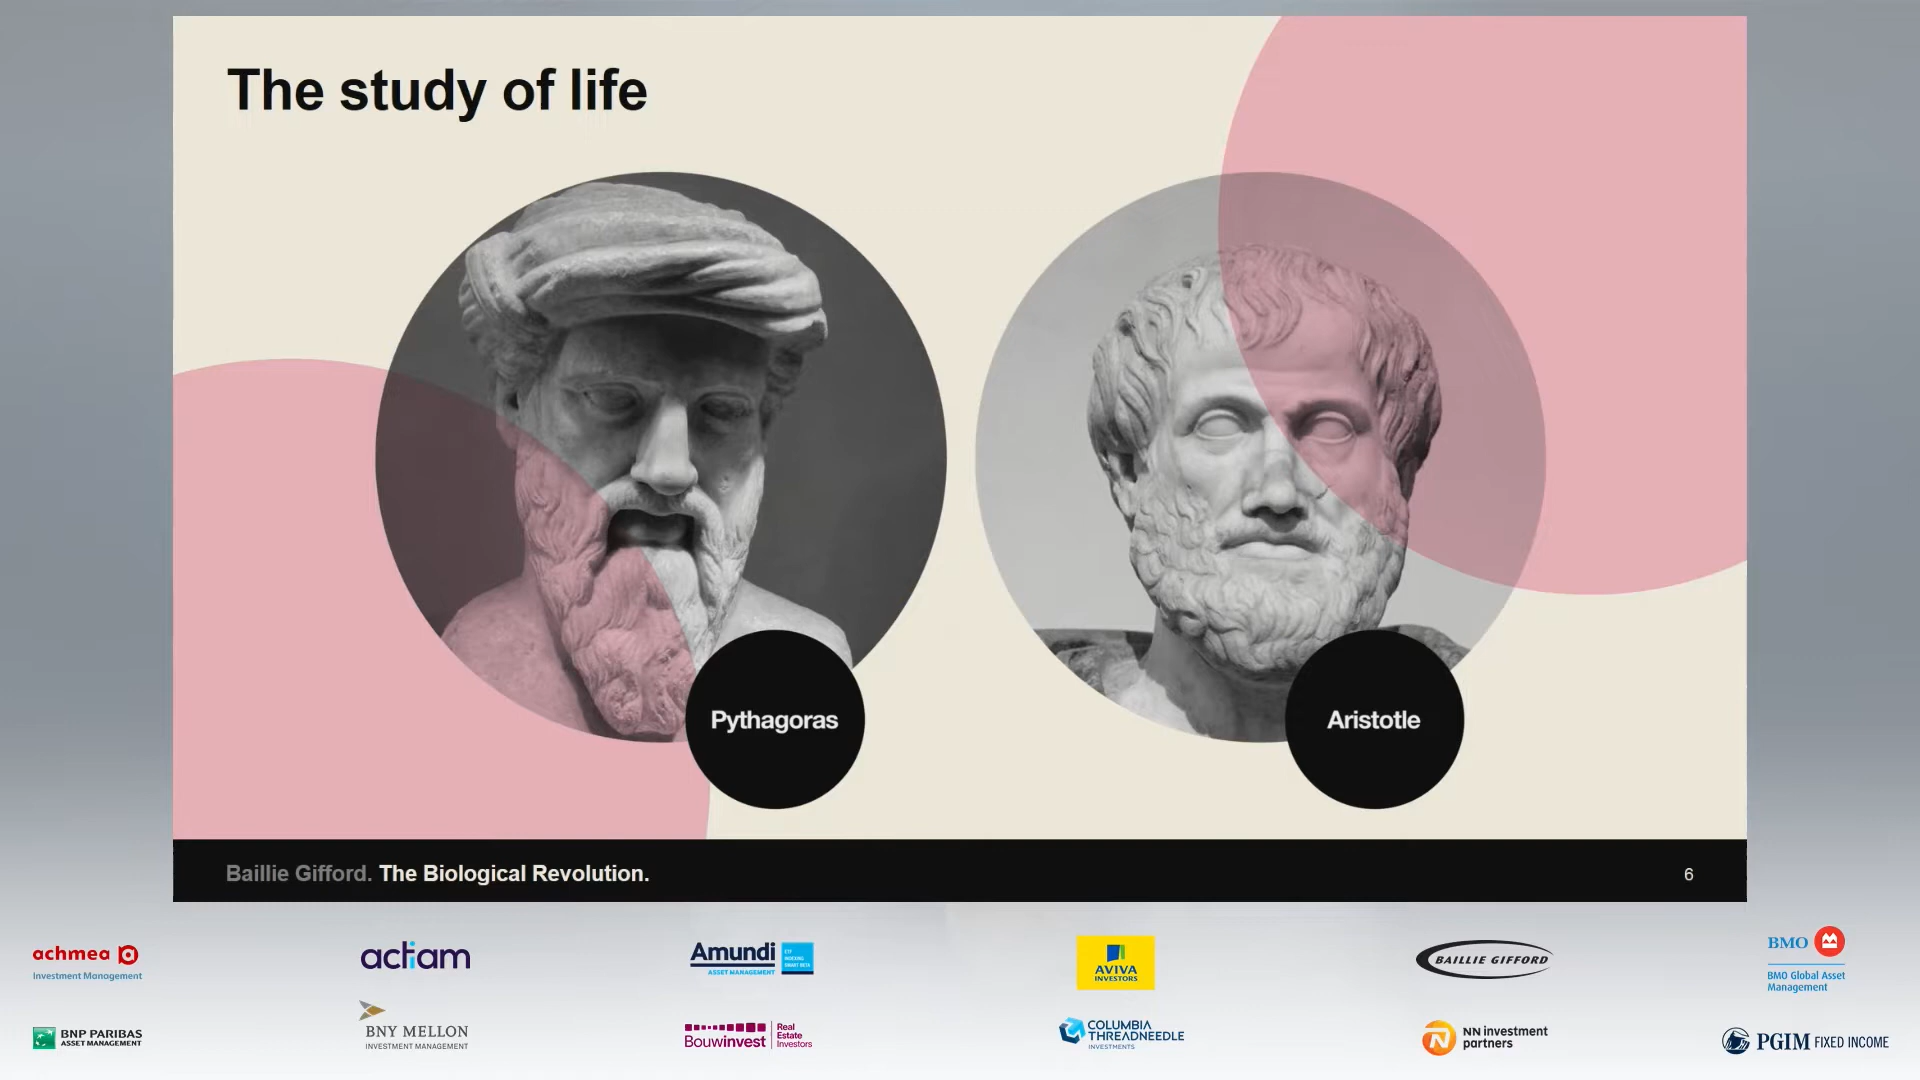 The study of life
Pythagoras
Aristotle
Baillie Gifford. The Biological Revolution.
6
achmea
Investment Management
actiam
Amundi
ASSET MANAGEMENT
ETF
INDEXING
SMART BETA
AVIVA
INVESTORS
BAILLIE GIFFORD
BMO
BMO Global Asset
Management
BNP PARIBAS
ASSET MANAGEMENT
BNY MELLON
INVESTMENT MANAGEMENT
Bouwinvest
Real
Estate
Investors
COLUMBIA
THREADNEEDLE
INVESTMENTS
NN investment
partners
PGIM FIXED INCOME